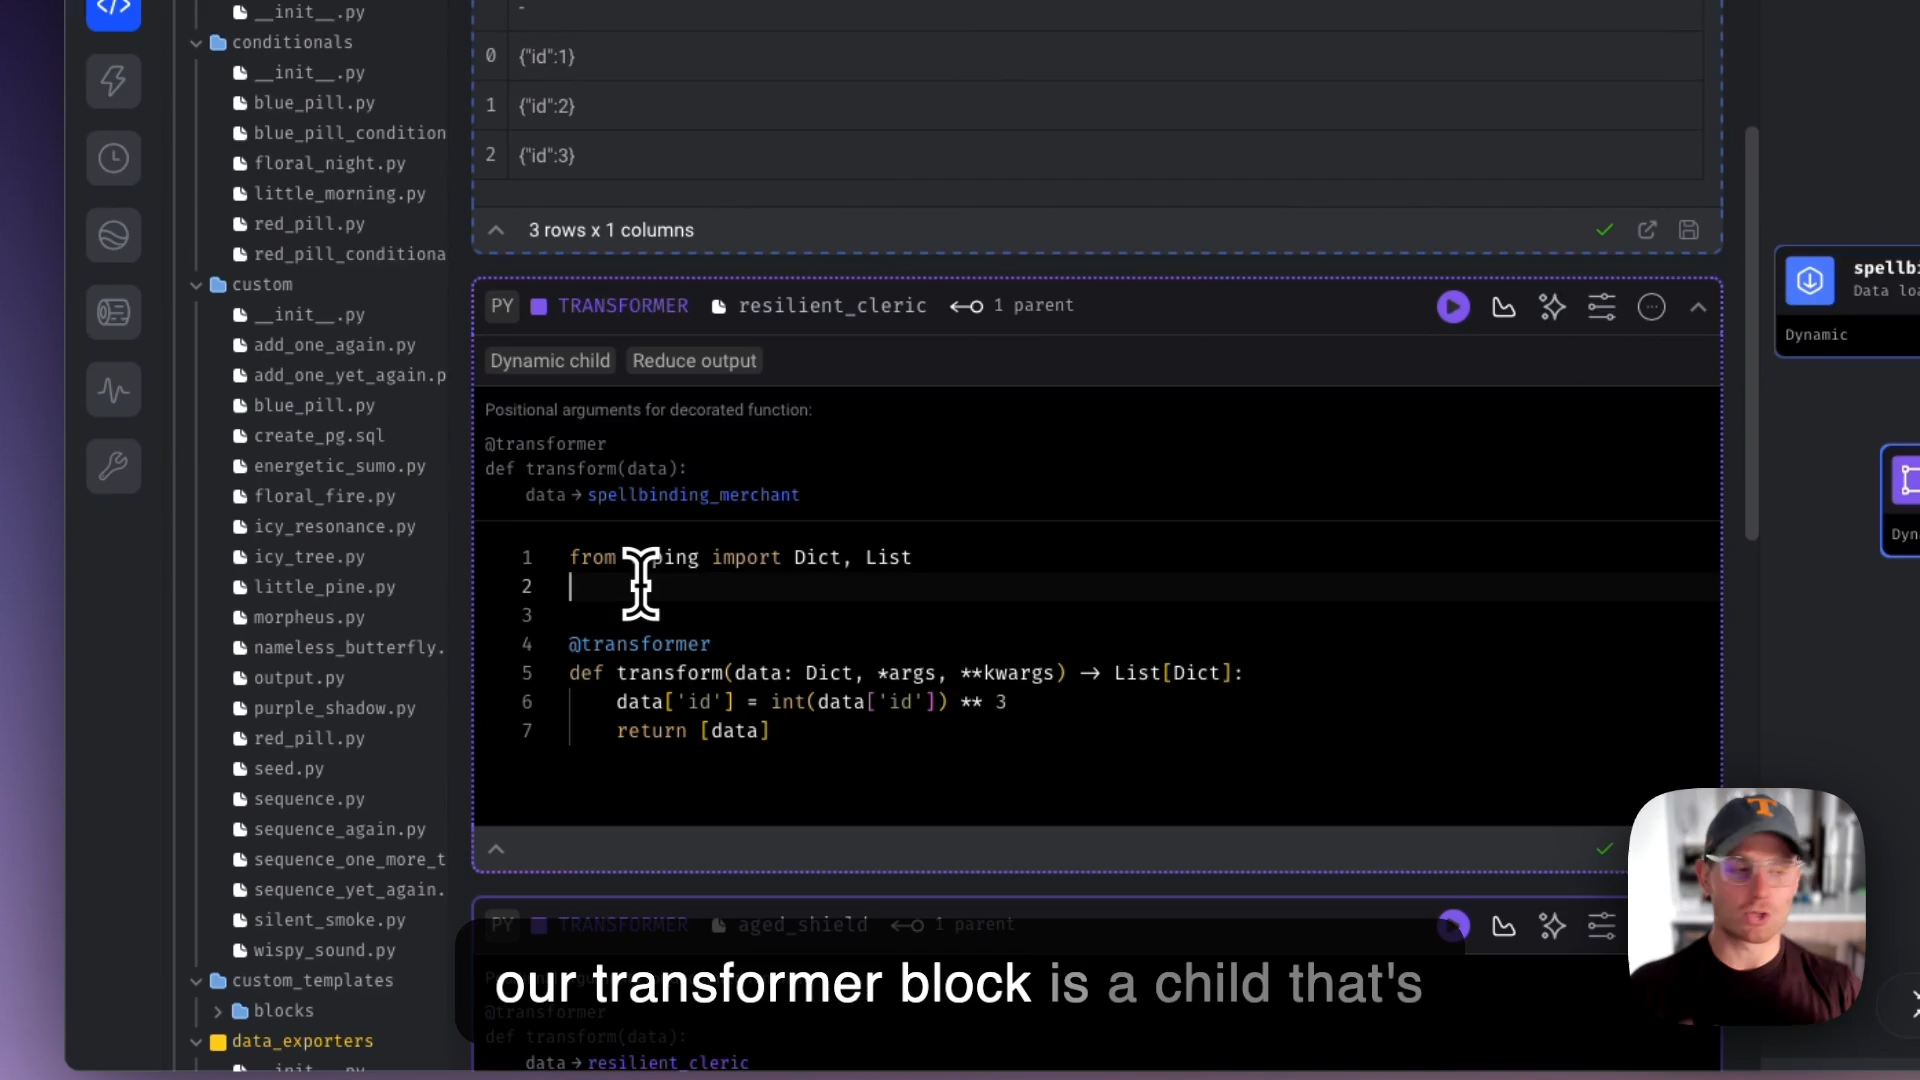 __init__.py
conditionals
__init__.py
blue_pill.py
blue_pill_condition
floral_night.py
little_morning.py
red_pill.py
red_pill_conditiona
custom
__init__.py
add_one_again.py
add_one_yet_again.p
blue_pill.py
create_pg.sql
energetic_sumo.py
floral_fire.py
icy_resonance.py
icy_tree.py
little_pine.py
morpheus.py
nameless_butterfly.
output.py
purple_shadow.py
red_pill.py
seed.py
sequence.py
sequence_again.py
sequence_one_more_t
sequence_yet_again.
silent_smoke.py
wispy_sound.py
custom_templates
blocks
data_exporters
__init__.py
-
0 {"id":1}
1 {"id":2}
2 {"id":3}
3 rows x 1 columns
PY TRANSFORMER resilient_cleric 1 parent
Dynamic child Reduce output
Positional arguments for decorated function:
@transformer
def transform(data):
data → spellbinding_merchant
1 from ping import Dict, List
2
3
4 @transformer
5 def transform(data: Dict, *args, **kwargs) → List[Dict]:
6 data['id'] = int(data['id']) ** 3
7 return [data]
PY TRANSFORMER aged_shield 1 parent
our transformer block is a child that's
@transformer
def transform(data):
data → resilient_cleric
spellbi
Data loa
Dynamic
Dyn
T